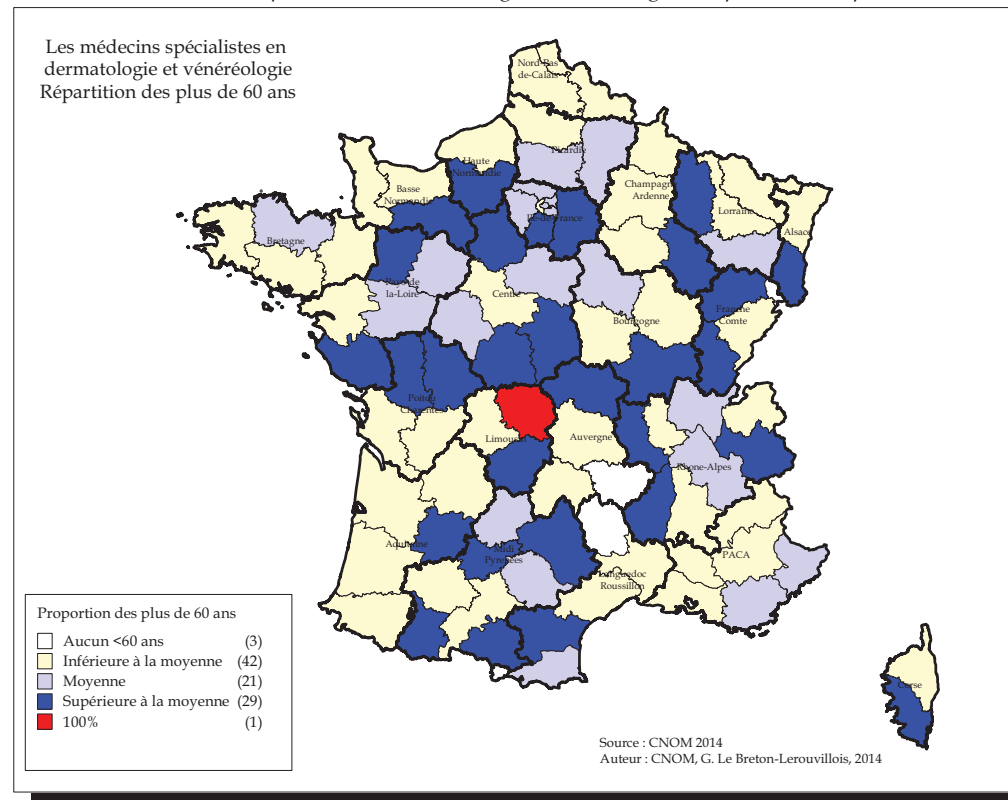 Les médecins spécialistes en
dermatologie et vénéréologie
Répartition des plus de 60 ans
Nord-Pas
de-Calais
Picardie
Haute
Normandie
Basse
Normandie
Champagne
Ardenne
Lorraine
Alsace
Ile-de-France
Bretagne
Pays de
la-Loire
Centre
Bourgogne
Franche
Comte
Poitou
Charentes
Limousin
Auvergne
Rhone-Alpes
Aquitaine
Midi
Pyrenées
Languedoc
Roussillon
PACA
Corse
Proportion des plus de 60 ans
Aucun <60 ans (3)
Inférieure à la moyenne (42)
Moyenne (21)
Supérieure à la moyenne (29)
100% (1)
Source : CNOM 2014
Auteur : CNOM, G. Le Breton-Lerouvillois, 2014